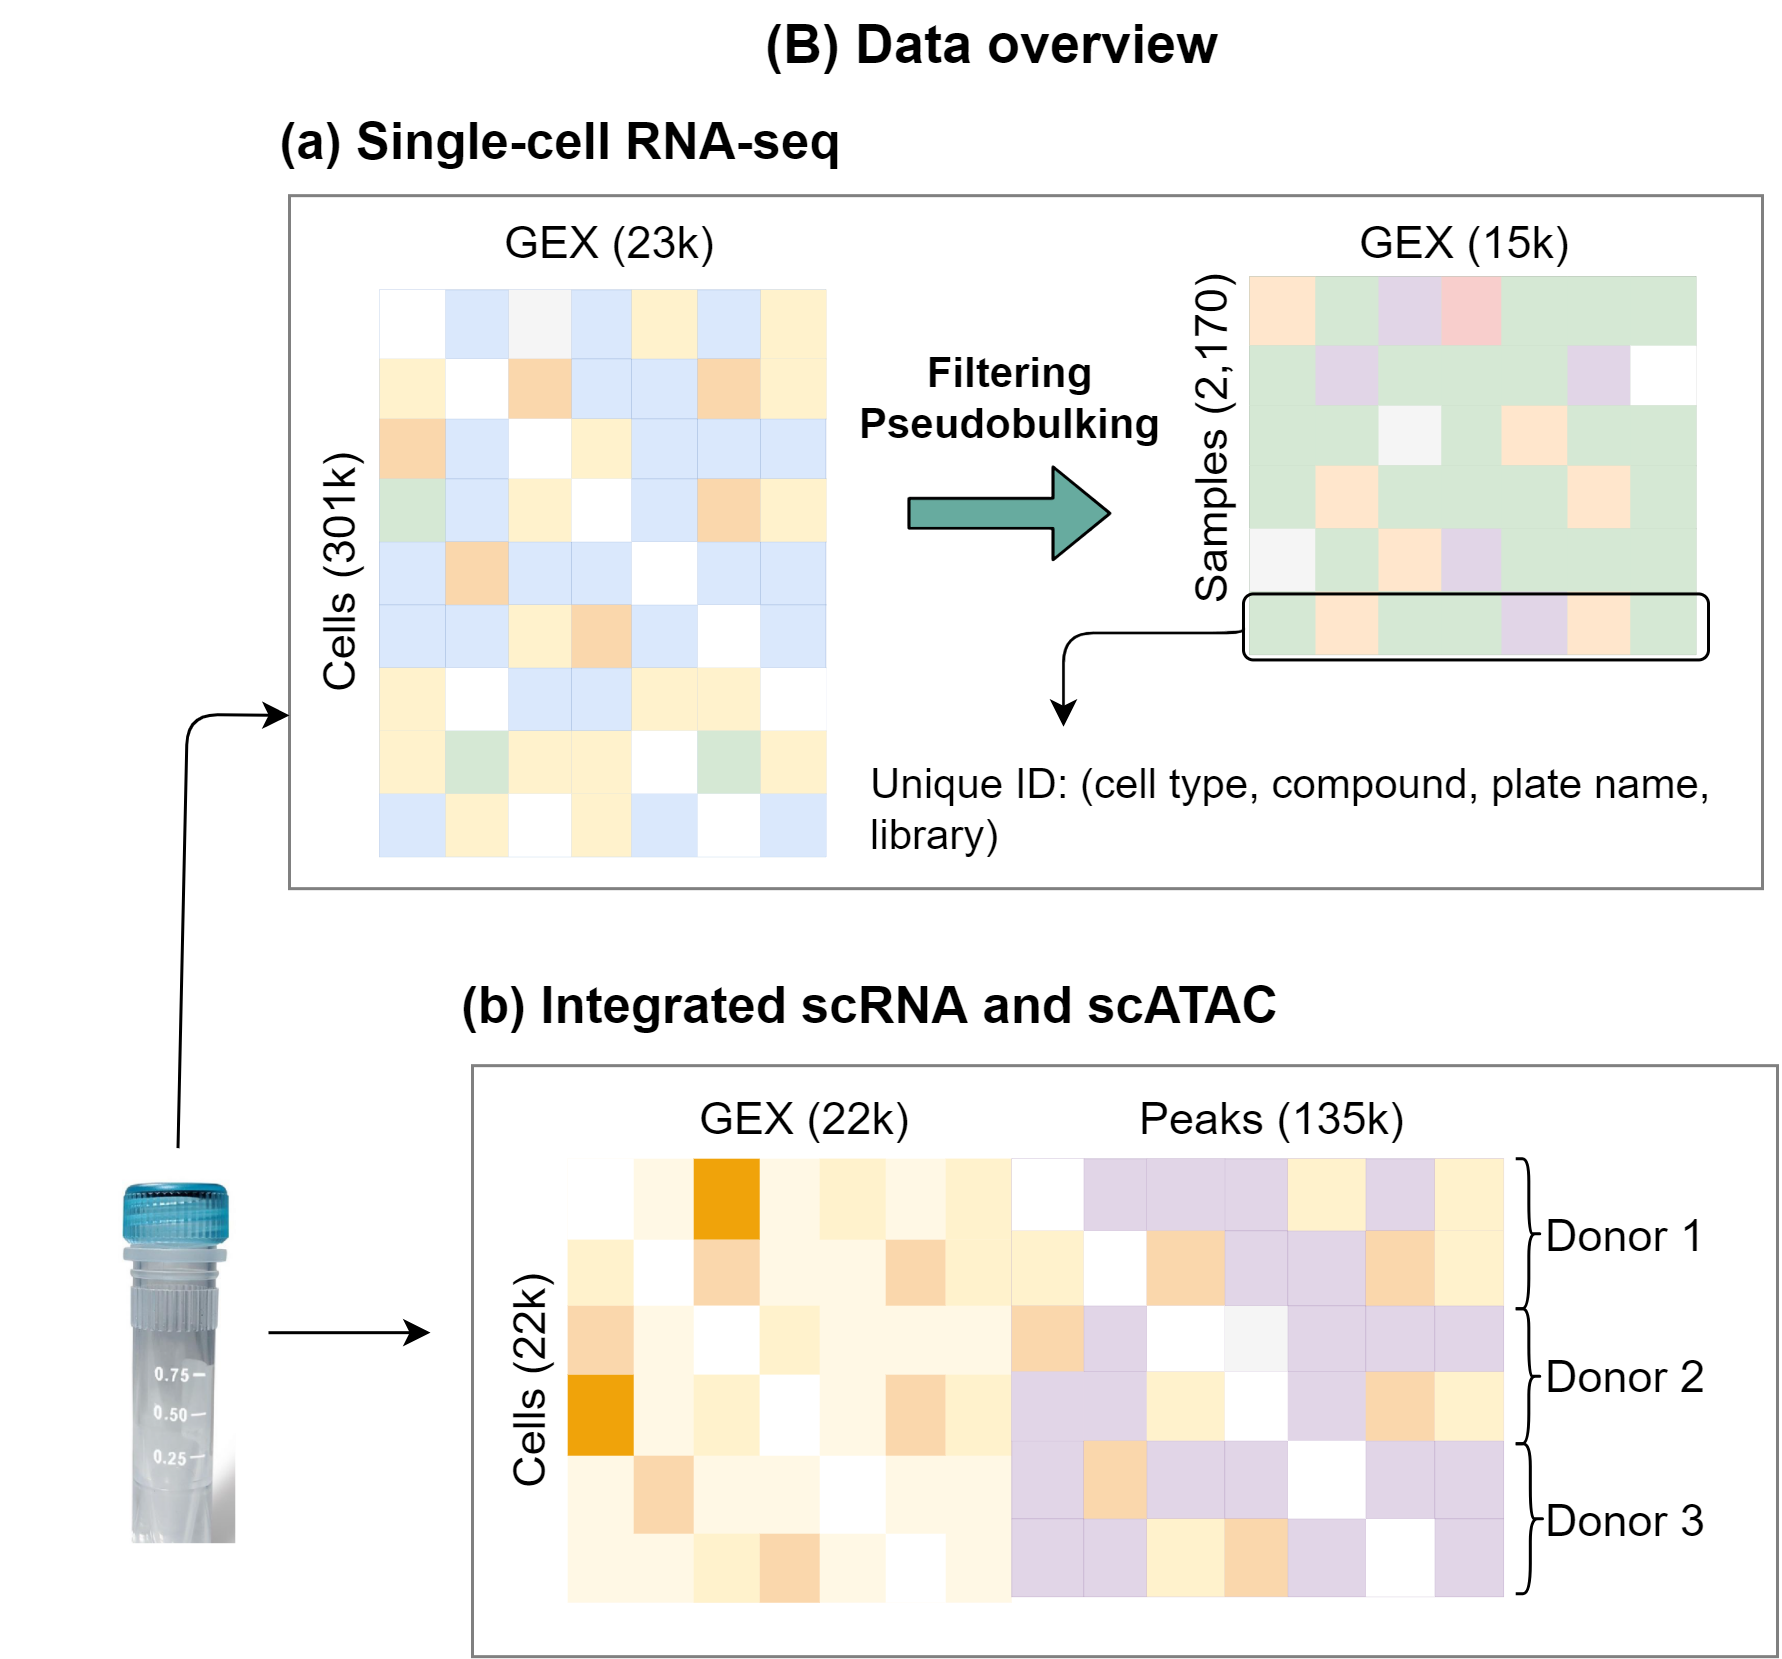 (B) Data overview
(a) Single-cell RNA-seq
GEX (23k)
Cells (301k)
Filtering
Pseudobulking
GEX (15k)
Samples (2,170)
Unique ID: (cell type, compound, plate name,
library)
(b) Integrated scRNA and scATAC
GEX (22k)
Peaks (135k)
Cells (22k)
Donor 1
Donor 2
Donor 3
0.75
0.50
0.25